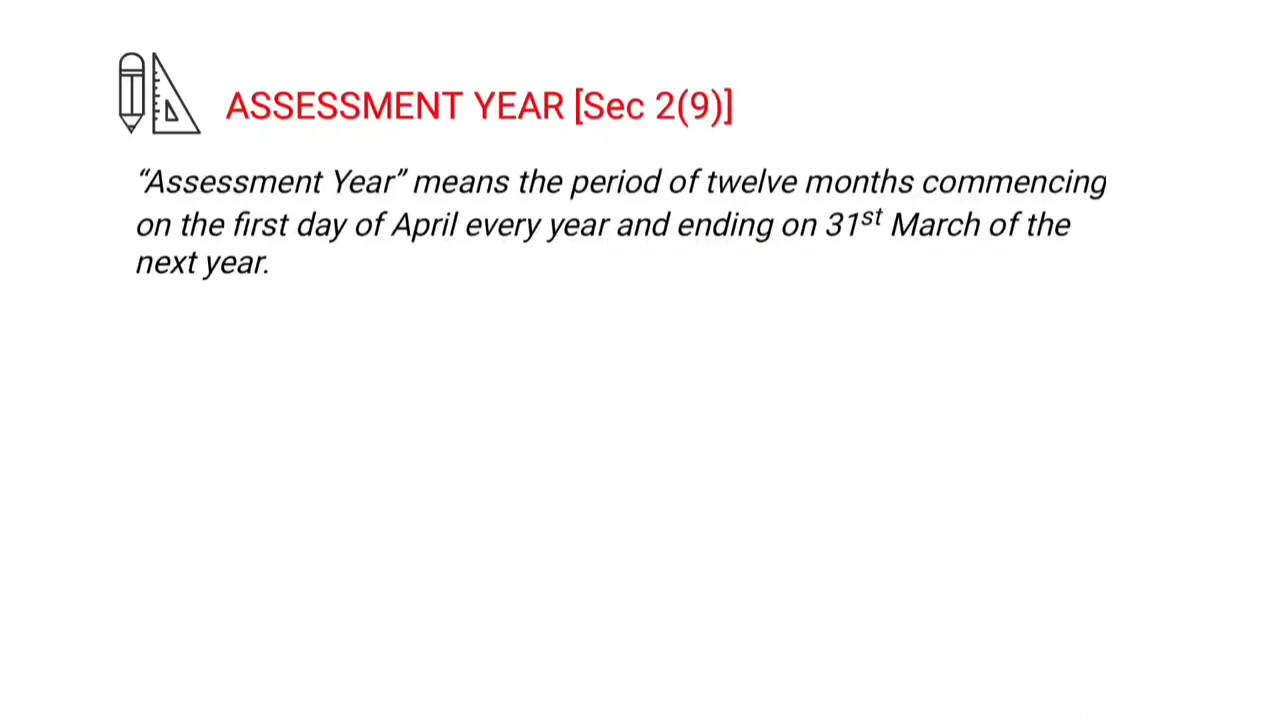 ASSESSMENT YEAR [Sec 2(9)]
“Assessment Year” means the period of twelve months commencing
on the first day of April every year and ending on 31st March of the
next year.